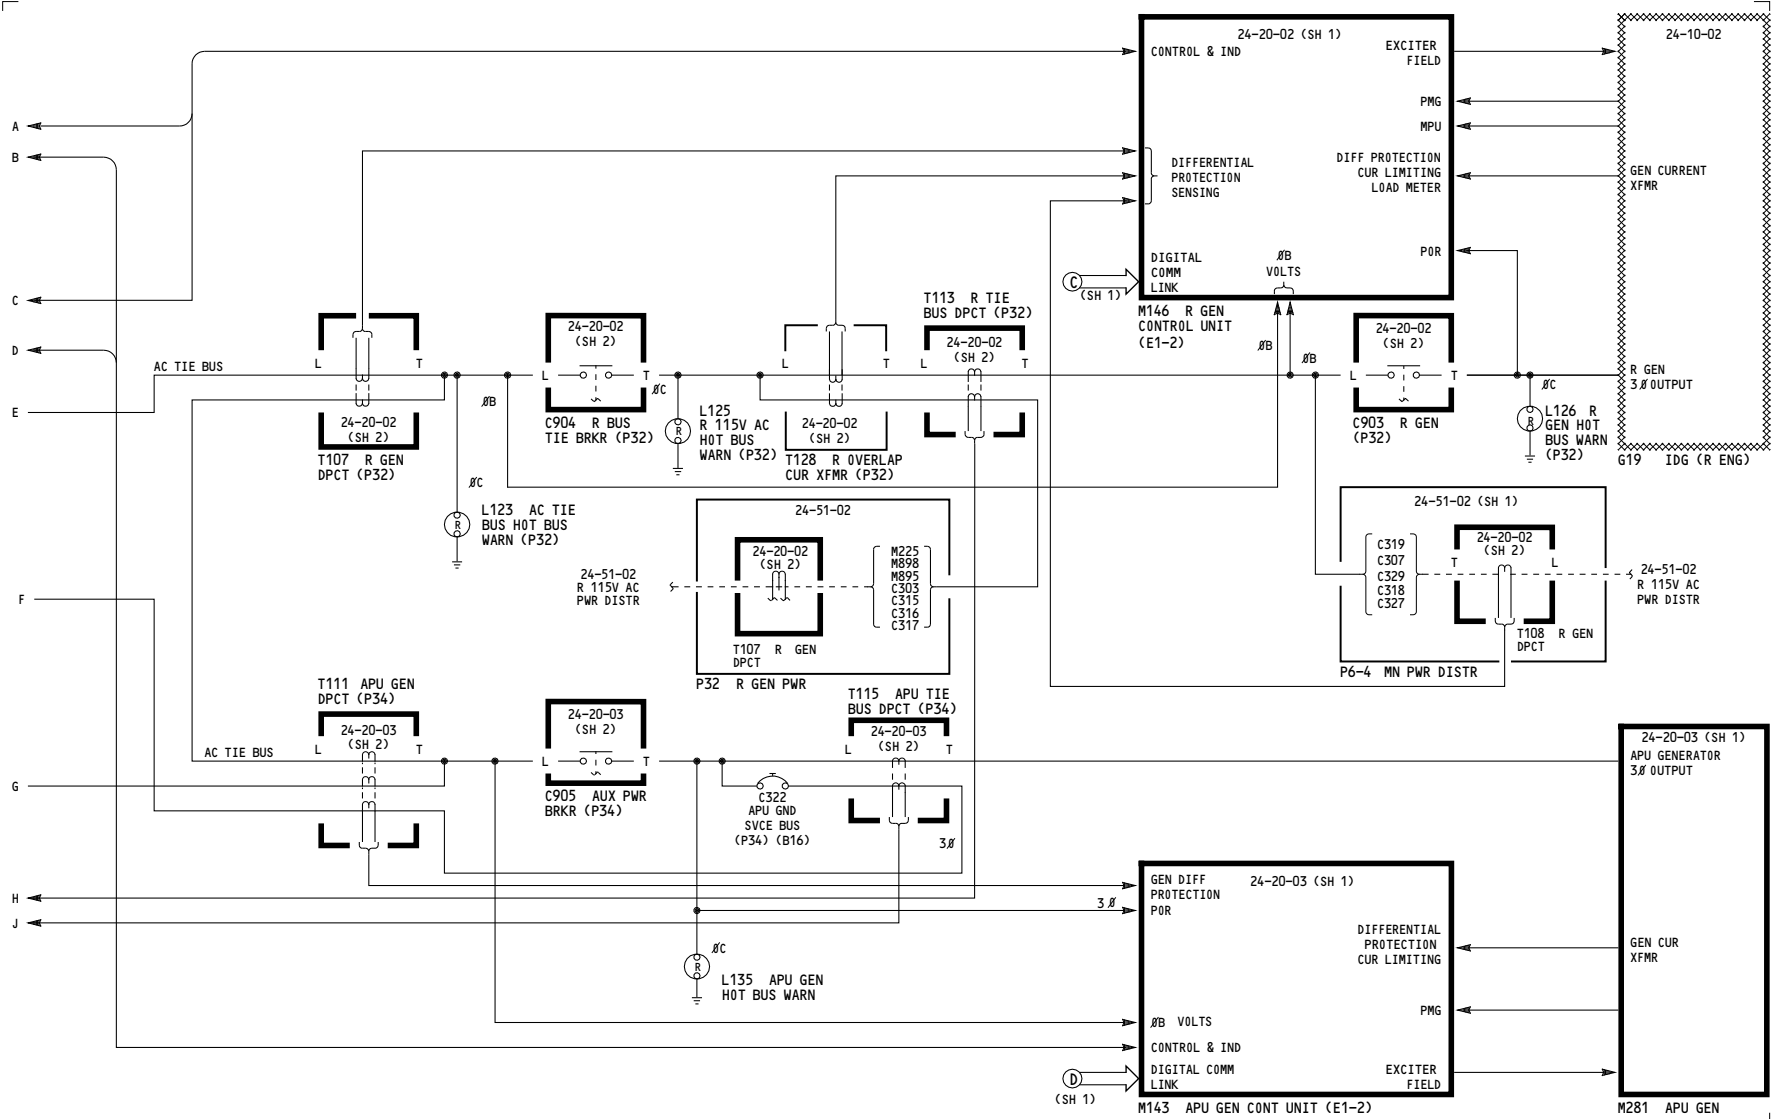 A
B
C
D
E
F
G
H
J
24-20-02 (SH 1)
CONTROL & IND
EXCITER
FIELD
PMG
MPU
DIFFERENTIAL
PROTECTION
SENSING
DIFF PROTECTION
CUR LIMITING
LOAD METER
POR
ØB
VOLTS
DIGITAL
COMM
LINK
C
(SH 1)
M146 R GEN
CONTROL UNIT
(E1-2)
24-10-02
GEN CURRENT
XFMR
R GEN
3Ø OUTPUT
G19 IDG (R ENG)
AC TIE BUS
L
T
24-20-02
(SH 2)
T107 R GEN
DPCT (P32)
ØB
ØC
R
L123 AC TIE
BUS HOT BUS
WARN (P32)
24-20-02
(SH 2)
L
T
C904 R BUS
TIE BRKR (P32)
ØC
R
L125
R 115V AC
HOT BUS
WARN (P32)
L
T
24-20-02
(SH 2)
T128 R OVERLAP
CUR XFMR (P32)
T113 R TIE
BUS DPCT (P32)
24-20-02
(SH 2)
L
T
ØB
ØB
24-20-02
(SH 2)
L
T
C903 R GEN
(P32)
ØC
R
L126 R
GEN HOT
BUS WARN
(P32)
24-51-02
24-20-02
(SH 2)
M225
M898
M895
C303
C315
C316
C317
24-51-02
R 115V AC
PWR DISTR
T107 R GEN
DPCT
P32 R GEN PWR
24-51-02 (SH 1)
C319
C307
C329
C318
C327
24-20-02
(SH 2)
T
L
24-51-02
R 115V AC
PWR DISTR
T108 R GEN
DPCT
P6-4 MN PWR DISTR
T111 APU GEN
DPCT (P34)
24-20-03
(SH 2)
L
T
AC TIE BUS
24-20-03
(SH 2)
L
T
C905 AUX PWR
BRKR (P34)
C322
APU GND
SVCE BUS
(P34) (B16)
T115 APU TIE
BUS DPCT (P34)
24-20-03
(SH 2)
L
T
3Ø
24-20-03 (SH 1)
APU GENERATOR
3Ø OUTPUT
GEN CUR
XFMR
M281 APU GEN
3 Ø
ØC
R
L135 APU GEN
HOT BUS WARN
GEN DIFF
PROTECTION
POR
24-20-03 (SH 1)
DIFFERENTIAL
PROTECTION
CUR LIMITING
PMG
ØB VOLTS
CONTROL & IND
DIGITAL COMM
LINK
EXCITER
FIELD
D
(SH 1)
M143 APU GEN CONT UNIT (E1-2)